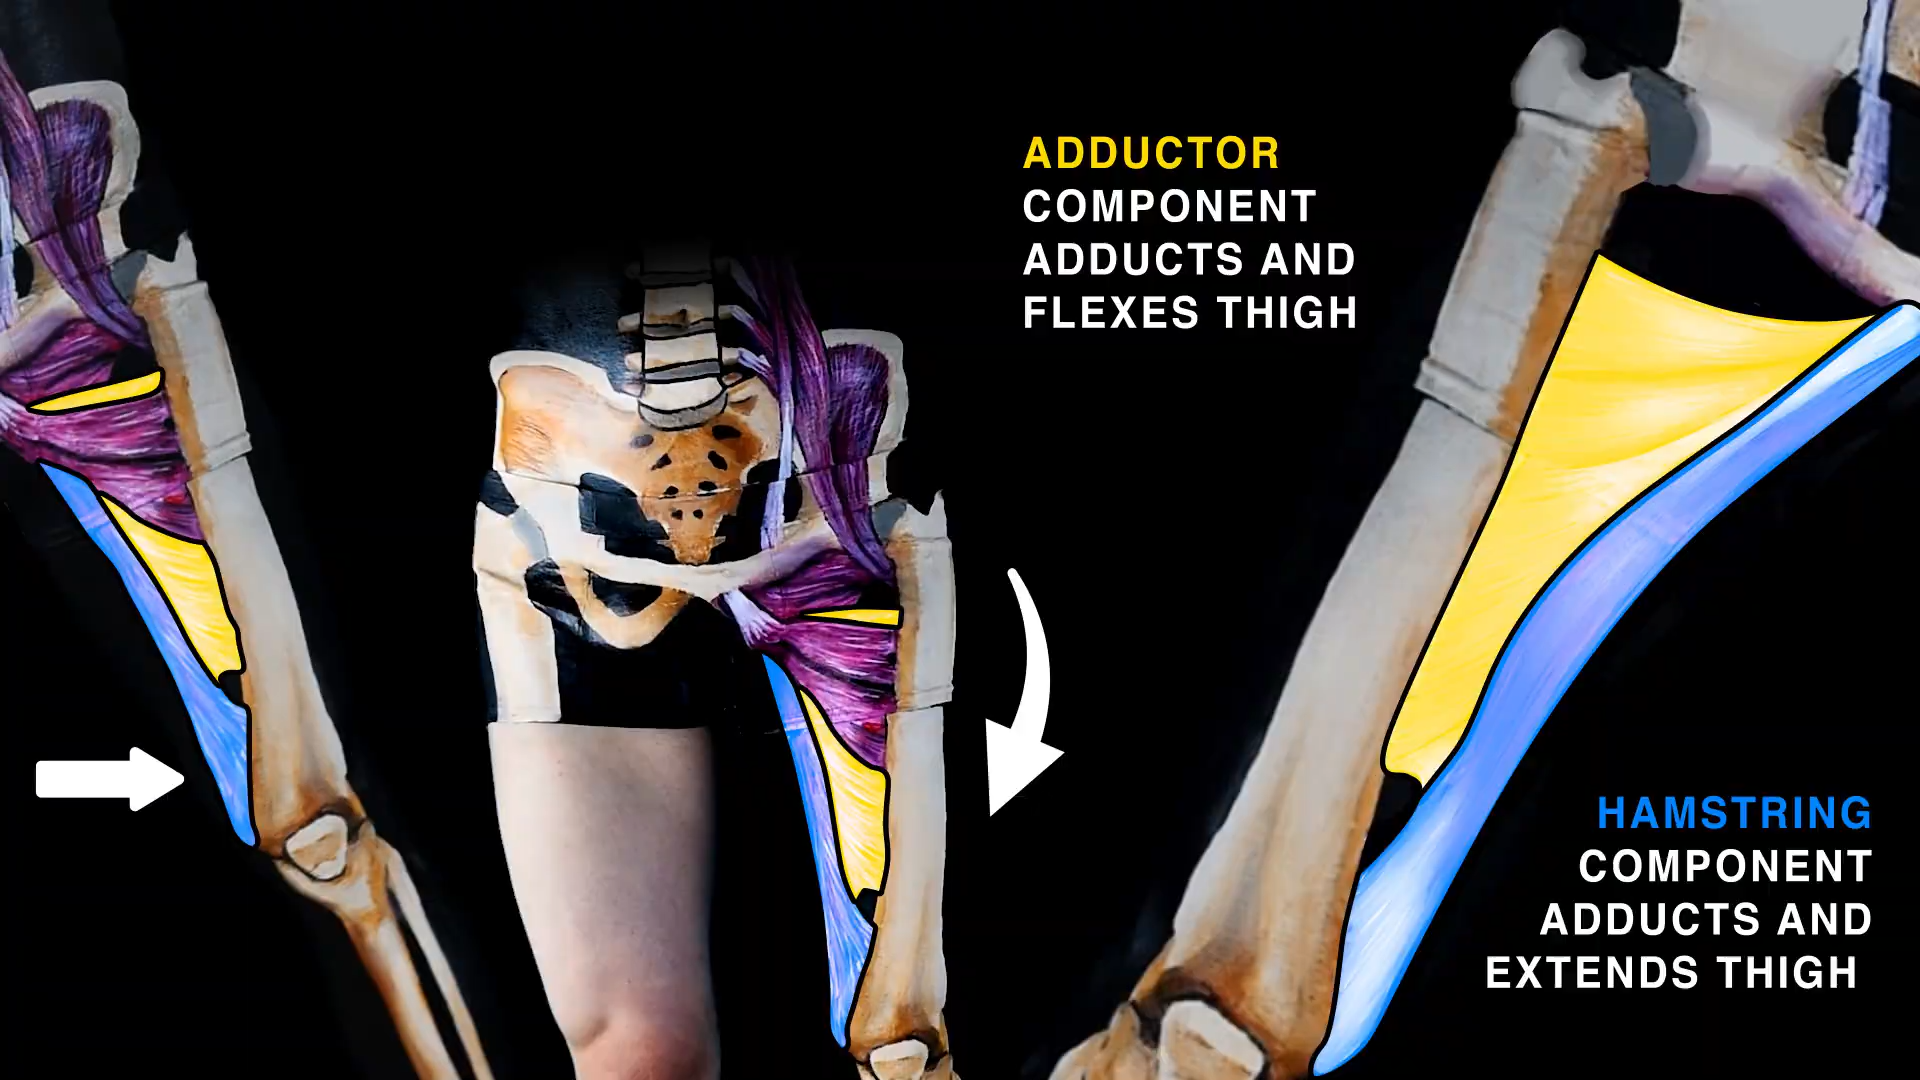 ADDUCTOR
COMPONENT
ADDUCTS AND
FLEXES THIGH
HAMSTRING
COMPONENT
ADDUCTS AND
EXTENDS THIGH